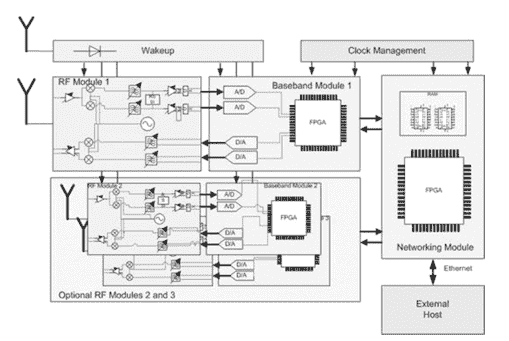 Wakeup
Clock Management
RF Module 1
Baseband Module 1
A/D
A/D
FPGA
D/A
D/A
RAM
FPGA
Networking Module
RF Module 2
Baseband Module 2
A/D
A/D
FPGA
D/A
D/A
D/A
D/A
Optional RF Modules 2 and 3
Ethernet
External
Host